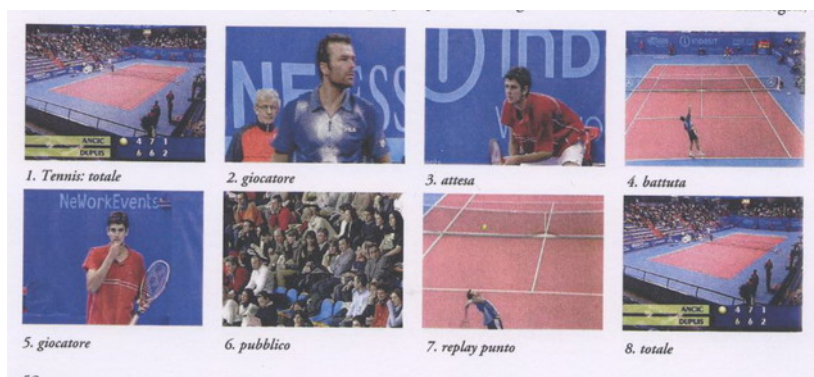 ANCIC 4 7 1
DUPUIS 6 6 2
INDESIT
1. Tennis: totale
2. giocatore
3. attesa
4. battuta
NeWorkEvents
ANCIC 4 7 1
DUPUIS 6 6 2
5. giocatore
6. pubblico
7. replay punto
8. totale